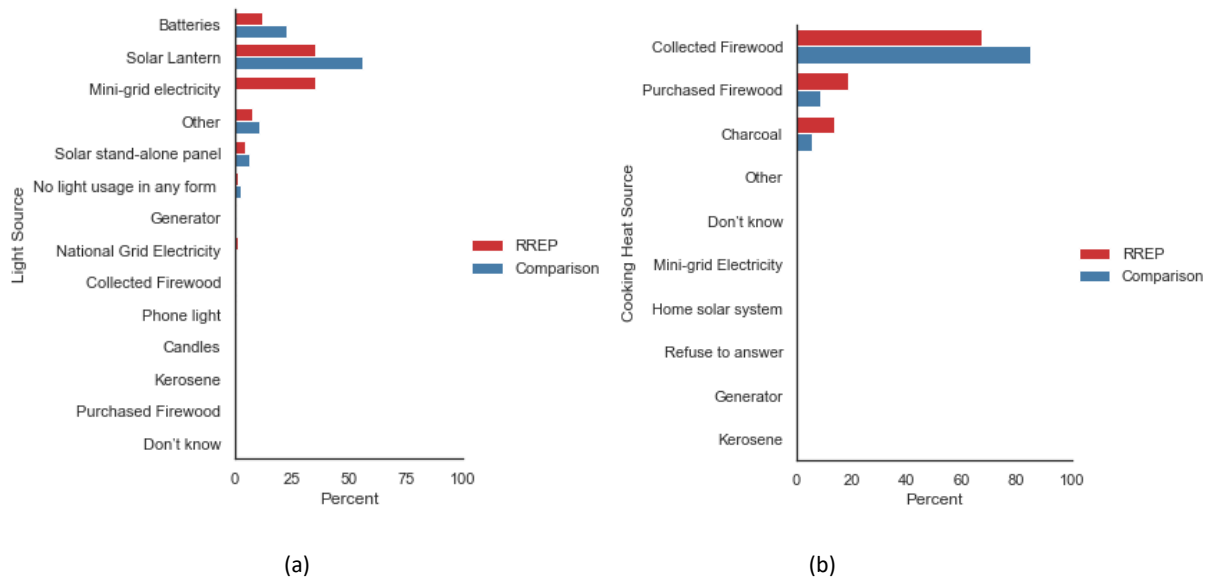 Light Source
Batteries
Solar Lantern
Mini-grid electricity
Other
Solar stand-alone panel
No light usage in any form
Generator
National Grid Electricity
Collected Firewood
Phone light
Candles
Kerosene
Purchased Firewood
Don't know
0 25 50 75 100
Percent
RREP
Comparison
(a)
Cooking Heat Source
Collected Firewood
Purchased Firewood
Charcoal
Other
Don't know
Mini-grid Electricity
Home solar system
Refuse to answer
Generator
Kerosene
0 20 40 60 80 100
Percent
RREP
Comparison
(b)